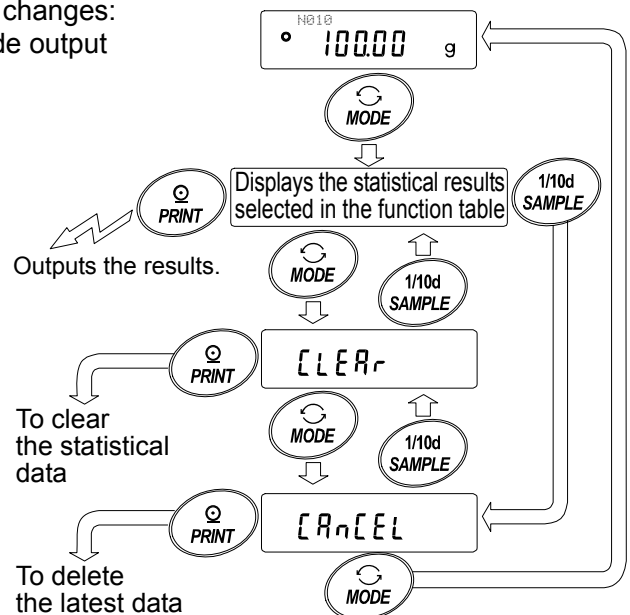 changes:
de output
N010
100.00 g
MODE
Displays the statistical results
selected in the function table
PRINT
1/10d
SAMPLE
Outputs the results.
MODE
1/10d
SAMPLE
PRINT
CLEAr
To clear
the statistical
data
MODE
1/10d
SAMPLE
PRINT
CAnCEL
To delete
the latest data
MODE